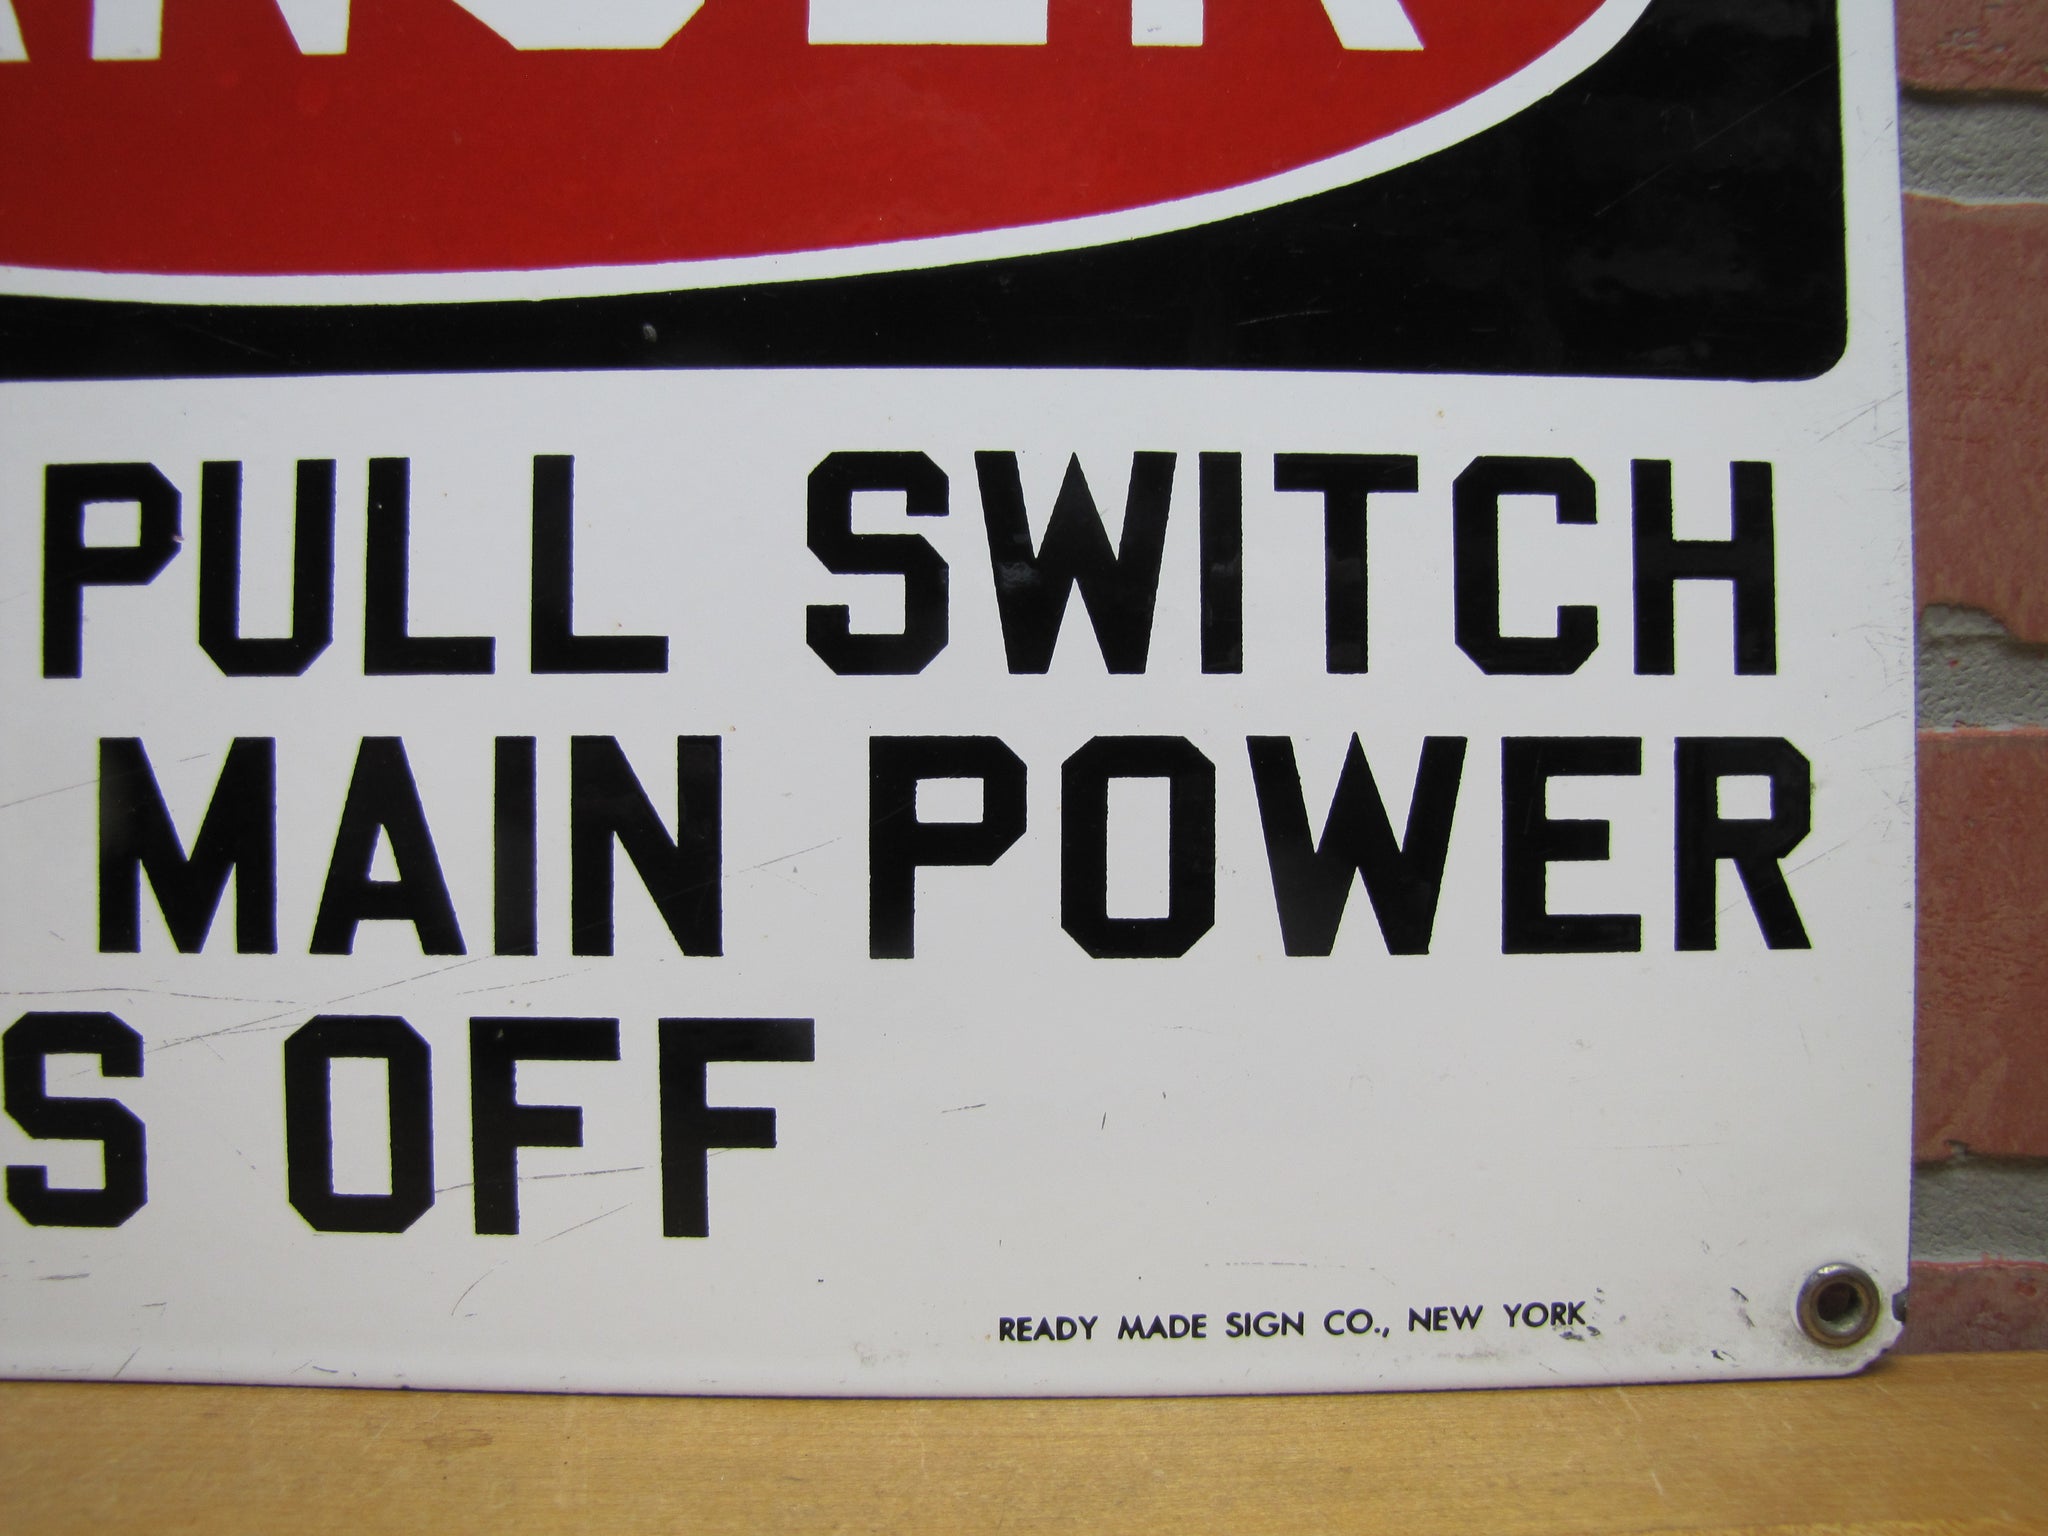 PULL SWITCH
MAIN POWER
S OFF
READY MADE SIGN CO., NEW YORK